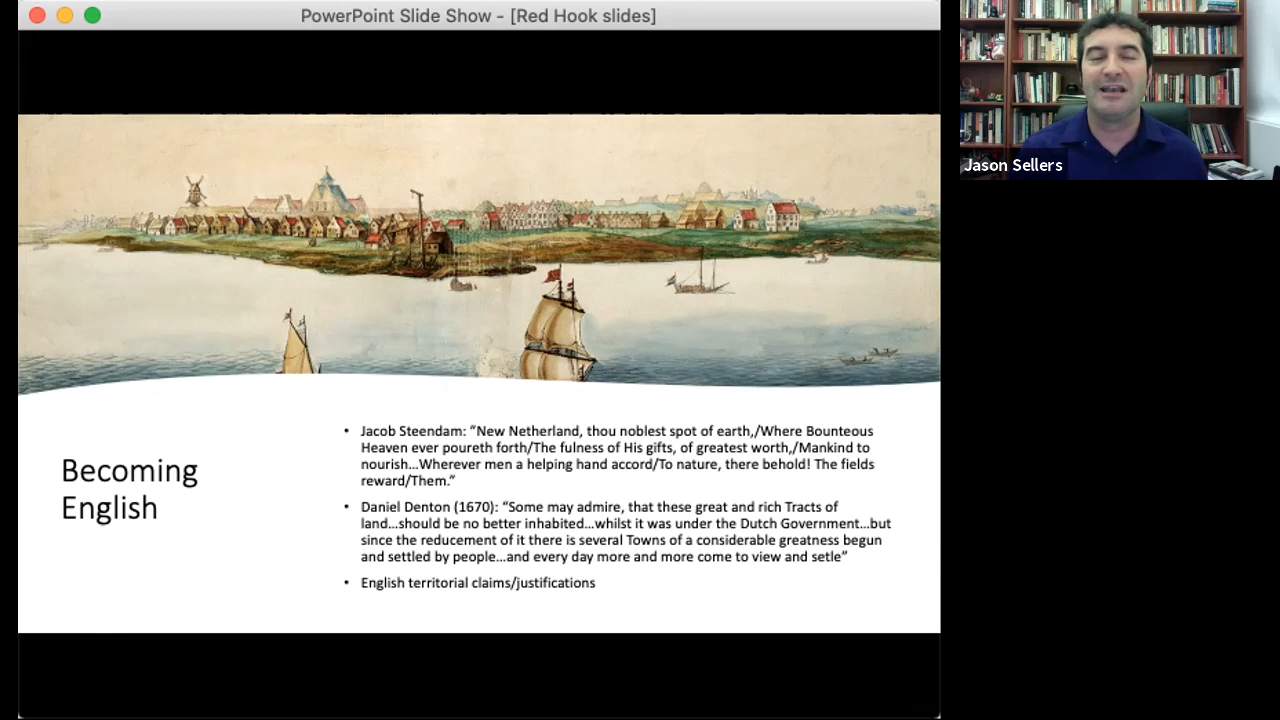 PowerPoint Slide Show - [Red Hook slides]
Jason Sellers
Becoming
English
• Jacob Steendam: “New Netherland, thou noblest spot of earth,/Where Bounteous
Heaven ever poureth forth/The fulness of His gifts, of greatest worth,/Mankind to
nourish…Wherever men a helping hand accord/To nature, there behold! The fields
reward/Them.“
• Daniel Denton (1670): “Some may admire, that these great and rich Tracts of
land…should be no better inhabited…whilst it was under the Dutch Government…but
since the reducement of it there is several Towns of a considerable greatness begun
and settled by people…and every day more and more come to view and setle”
• English territorial claims/justifications